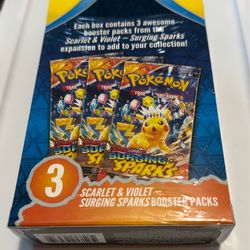 Each box contains 3 awesome
booster packs from the
Scarlet & Violet – Surging Sparks
expansion to add to your collection!
Pokémon
Pokémon
Pokémon
SURGING
SPARKS
3
SCARLET & VIOLET –
SURGING SPARKS BOOSTER PACKS